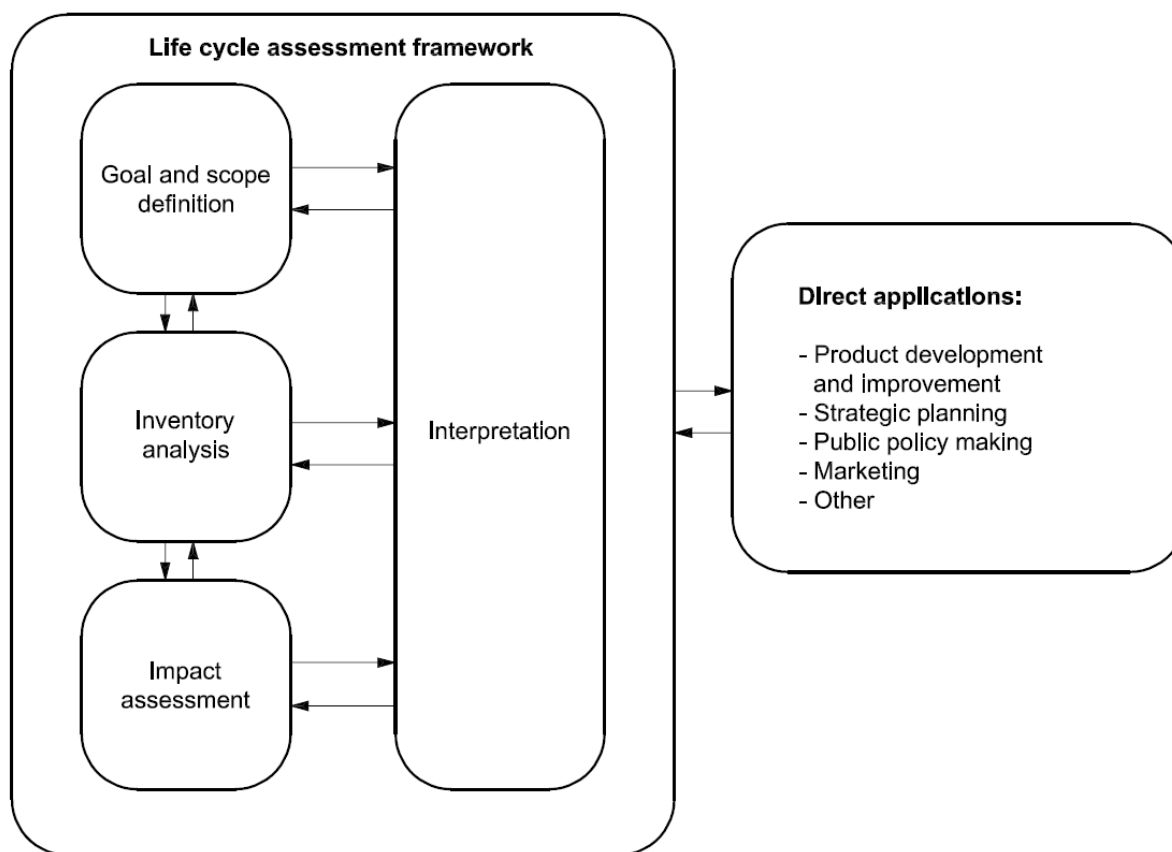 Life cycle assessment framework
Goal and scope
definition
Inventory
analysis
Impact
assessment
Interpretation
Direct applications:
- Product development
and improvement
- Strategic planning
- Public policy making
- Marketing
- Other